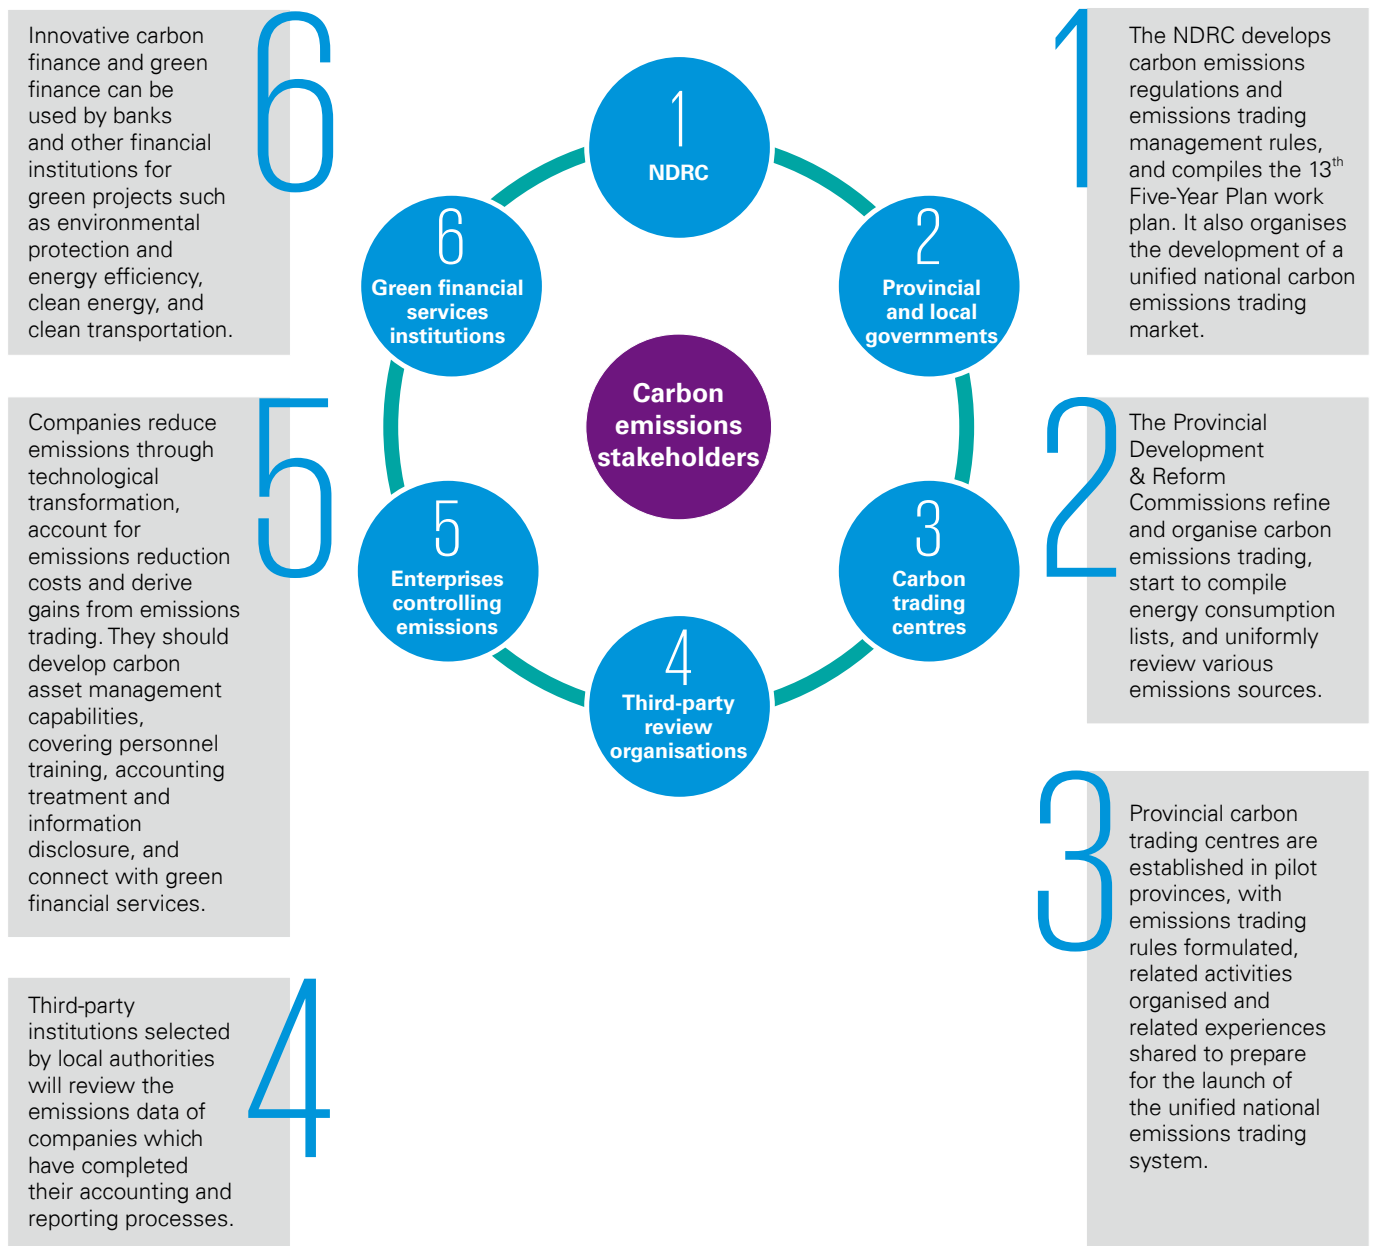 6
Innovative carbon
finance and green
finance can be
used by banks
and other financial
institutions for
green projects such
as environmental
protection and
energy efficiency,
clean energy, and
clean transportation.
5
Companies reduce
emissions through
technological
transformation,
account for
emissions reduction
costs and derive
gains from emissions
trading. They should
develop carbon
asset management
capabilities,
covering personnel
training, accounting
treatment and
information
disclosure, and
connect with green
financial services.
4
Third-party
institutions selected
by local authorities
will review the
emissions data of
companies which
have completed
their accounting and
reporting processes.
1
NDRC
2
Provincial
and local
governments
3
Carbon
trading
centres
4
Third-party
review
organisations
5
Enterprises
controlling
emissions
6
Green financial
services
institutions
Carbon
emissions
stakeholders
1
The NDRC develops
carbon emissions
regulations and
emissions trading
management rules,
and compiles the 13th
Five-Year Plan work
plan. It also organises
the development of a
unified national carbon
emissions trading
market.
2
The Provincial
Development
& Reform
Commissions refine
and organise carbon
emissions trading,
start to compile
energy consumption
lists, and uniformly
review various
emissions sources.
3
Provincial carbon
trading centres are
established in pilot
provinces, with
emissions trading
rules formulated,
related activities
organised and
related experiences
shared to prepare
for the launch of
the unified national
emissions trading
system.